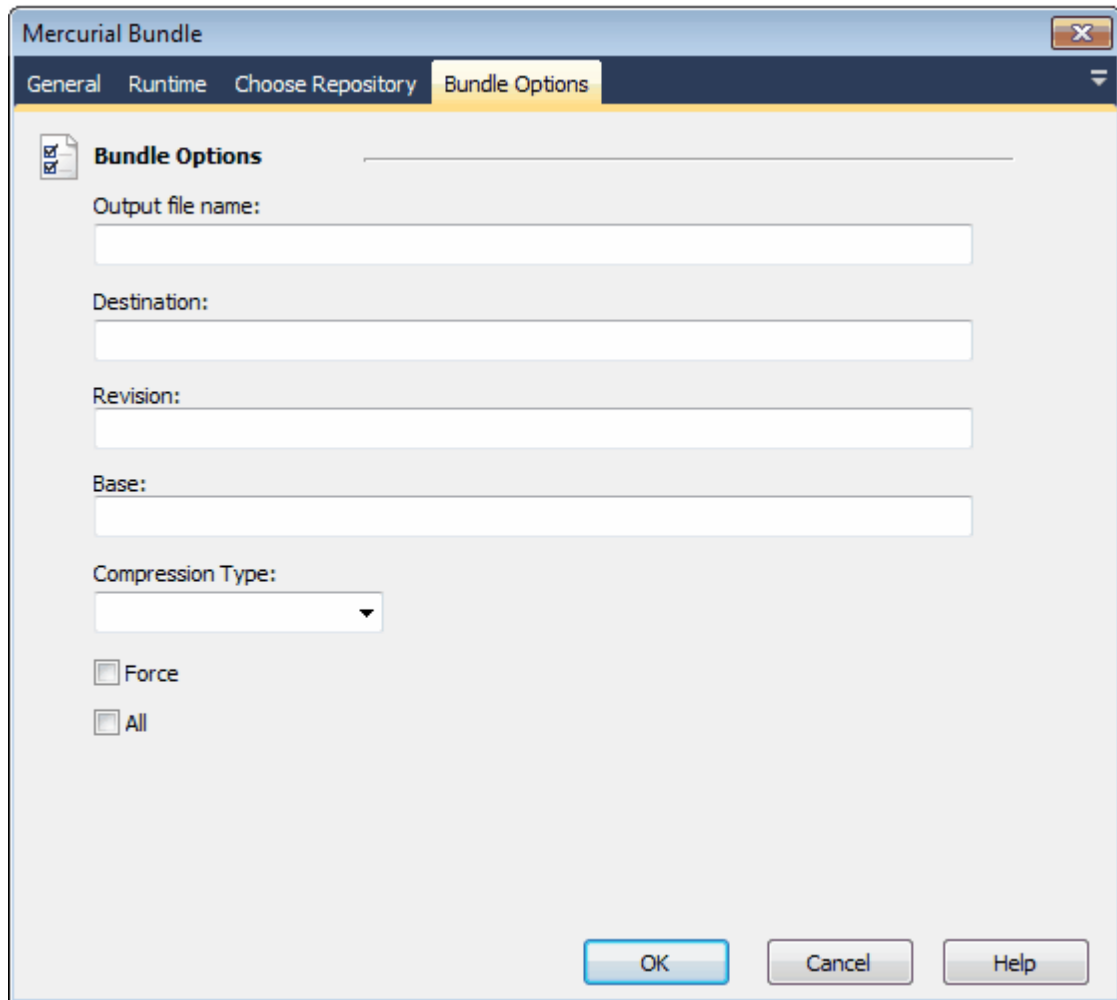 Mercurial Bundle
General Runtime Choose Repository Bundle Options
Bundle Options
Output file name:
Destination:
Revision:
Base:
Compression Type:
Force
All
OK Cancel Help